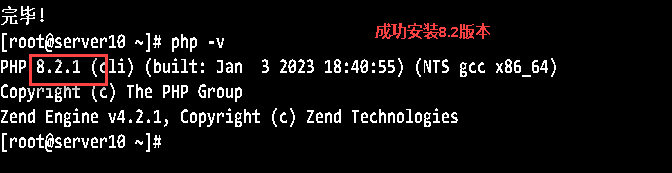 完毕!
[root@server10 ~]# php -v
成功安装8.2版本
PHP 8.2.1 (cli) (built: Jan  3 2023 18:40:55) (NTS gcc x86_64)
Copyright (c) The PHP Group
Zend Engine v4.2.1, Copyright (c) Zend Technologies
[root@server10 ~]#